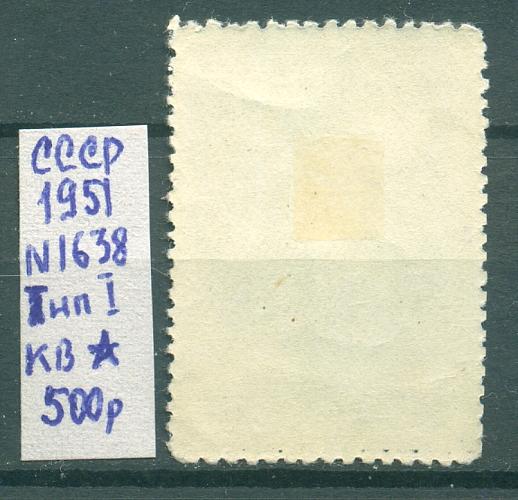 СССР
1951
N1638
Тип I
КВ ★
500р